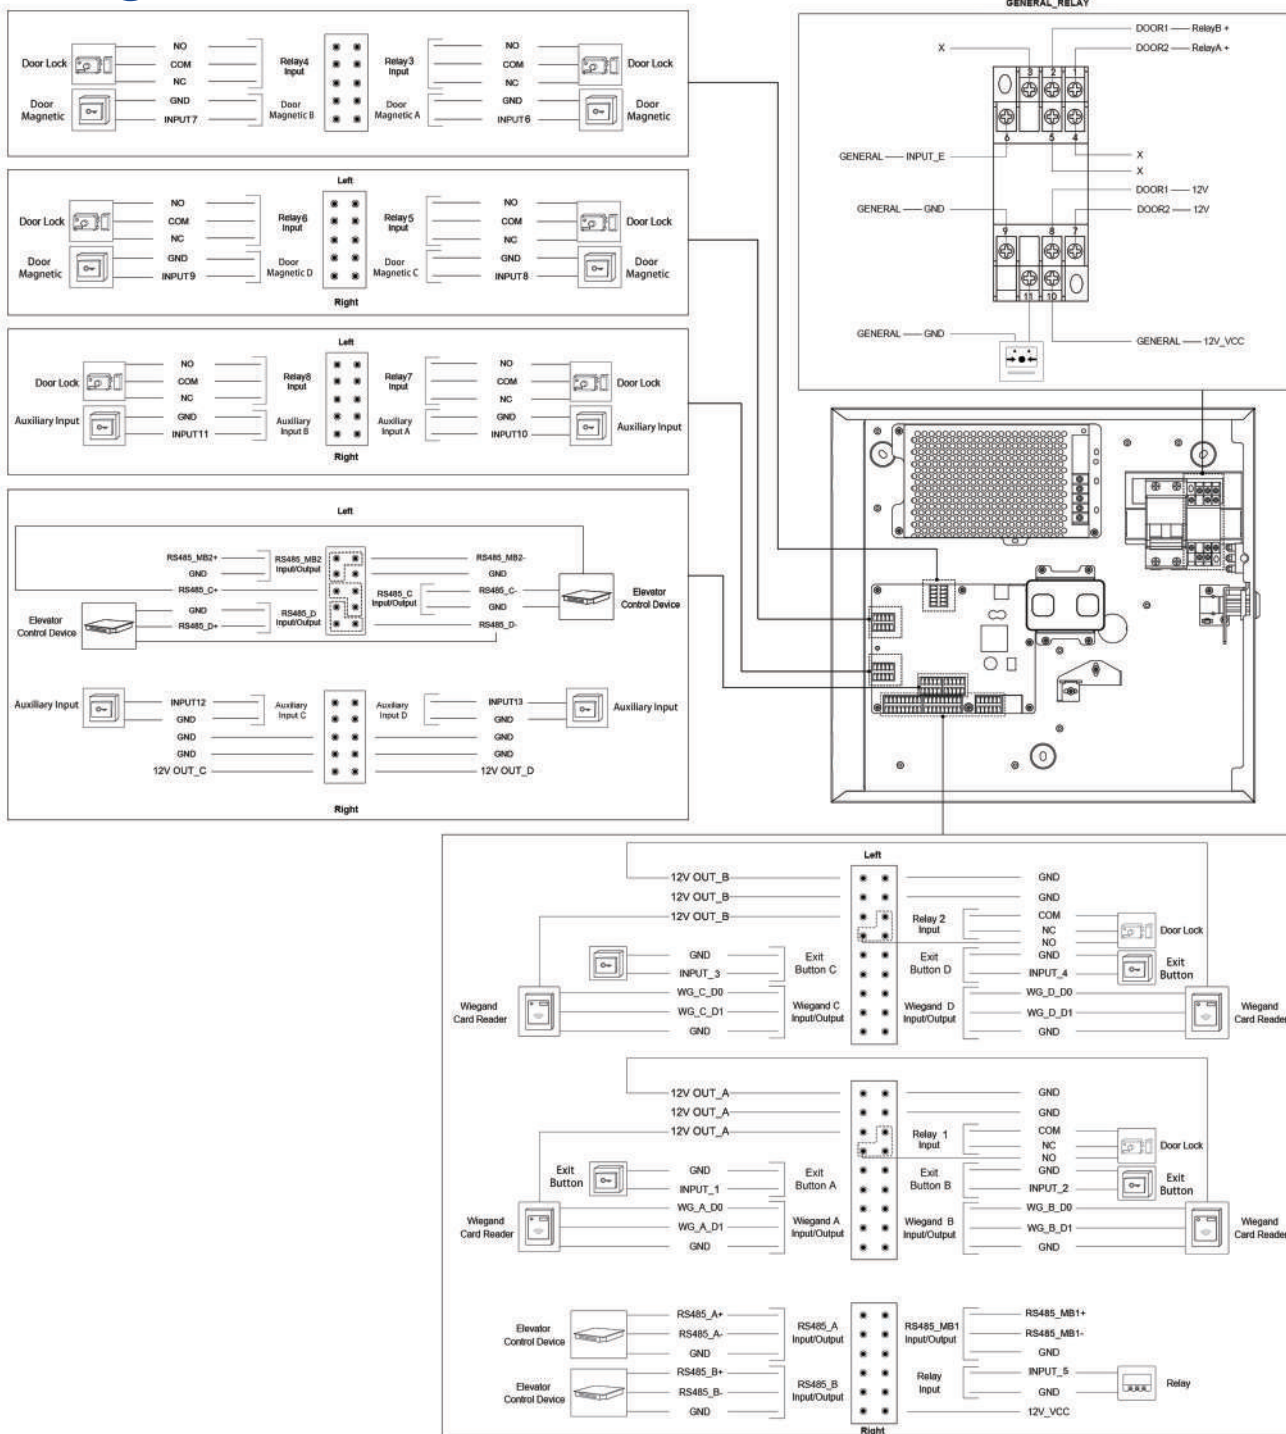 GENERAL_RELAY
NO
COM
NC
GND
INPUT7
Door Lock
Door
Magnetic
Relay4
Input
Door
Magnetic B
Relay3
Input
Door
Magnetic A
NO
COM
NC
GND
INPUT6
Door Lock
Door
Magnetic
Left
NO
COM
NC
GND
INPUT9
Door Lock
Door
Magnetic
Relay6
Input
Door
Magnetic D
Relay5
Input
Door
Magnetic C
NO
COM
NC
GND
INPUT8
Door Lock
Door
Magnetic
Right
Left
NO
COM
NC
GND
INPUT11
Door Lock
Auxiliary Input
Relay8
Input
Auxiliary
Input B
Relay7
Input
Auxiliary
Input A
NO
COM
NC
GND
INPUT10
Door Lock
Auxiliary Input
Right
Left
RS485_MB2+
GND
RS485_C+
GND
RS485_D+
Elevator
Control Device
RS485_MB2
Input/Output
RS485_D
Input/Output
RS485_C
Input/Output
RS485_MB2-
GND
RS485_C-
GND
RS485_D-
Elevator
Control Device
Auxiliary Input
INPUT12
GND
GND
GND
12V OUT_C
Auxiliary
Input C
Auxiliary
Input D
INPUT13
GND
GND
GND
12V OUT_D
Auxiliary Input
Right
DOOR1 RelayB +
DOOR2 RelayA +
X
3 2 1
6 5 4
GENERAL INPUT_E
X
X
DOOR1 12V
DOOR2 12V
GENERAL GND
9 8 7
11 10
GENERAL GND
GENERAL 12V_VCC
Left
12V OUT_B
12V OUT_B
12V OUT_B
GND
INPUT_3
WG_C_D0
WG_C_D1
GND
Wiegand
Card Reader
Exit
Button C
Wiegand C
Input/Output
Relay 2
Input
Exit
Button D
Wiegand D
Input/Output
GND
GND
COM
NC
NO
GND
INPUT_4
WG_D_D0
WG_D_D1
GND
Door Lock
Exit
Button
Wiegand
Card Reader
12V OUT_A
12V OUT_A
12V OUT_A
GND
INPUT_1
WG_A_D0
WG_A_D1
GND
Exit
Button
Wiegand
Card Reader
Exit
Button A
Wiegand A
Input/Output
Relay 1
Input
Exit
Button B
Wiegand B
Input/Output
GND
GND
COM
NC
NO
GND
INPUT_2
WG_B_D0
WG_B_D1
GND
Door Lock
Exit
Button
Wiegand
Card Reader
Elevator
Control Device
Elevator
Control Device
RS485_A+
RS485_A-
GND
RS485_B+
RS485_B-
GND
RS485_A
Input/Output
RS485_B
Input/Output
RS485_MB1
Input/Output
Relay
Input
RS485_MB1+
RS485_MB1-
GND
INPUT_5
GND
12V_VCC
Relay
Right